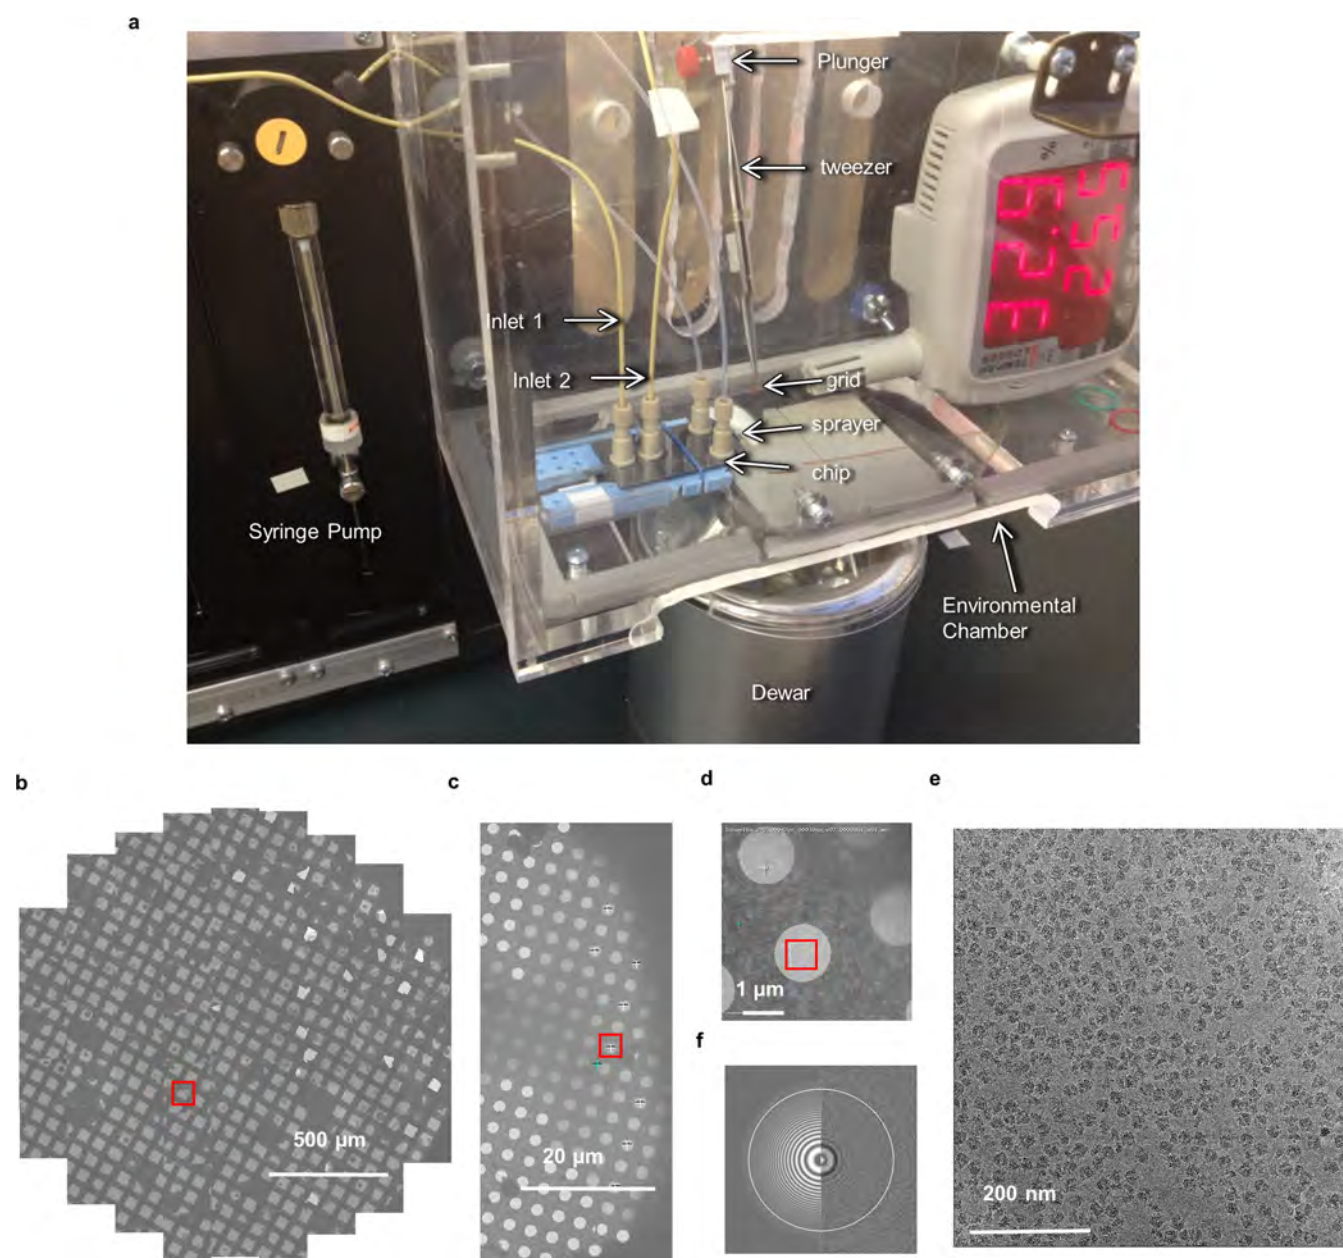 a
Plunger
tweezer
Inlet 1
Inlet 2
grid
sprayer
chip
Syringe Pump
Environmental
Chamber
Dewar
b
c
d
e
500 µm
20 µm
1 µm
f
200 nm